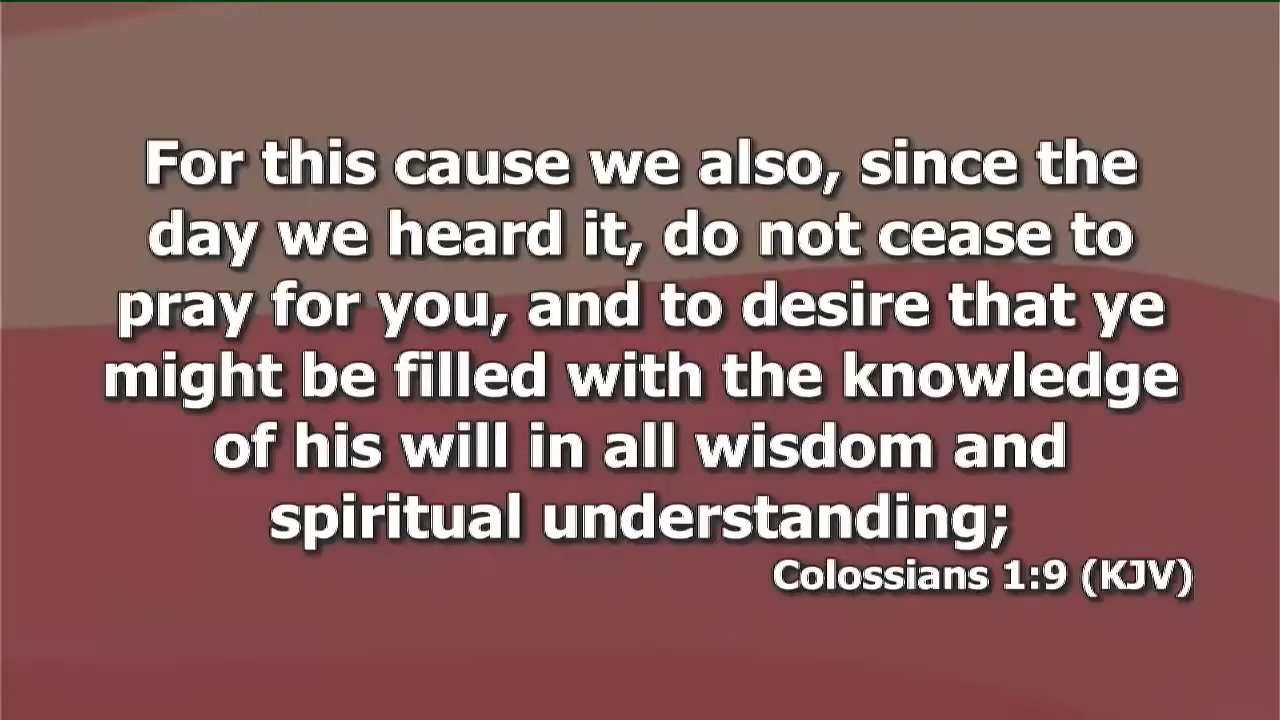 For this cause we also, since the
day we heard it, do not cease to
pray for you, and to desire that ye
might be filled with the knowledge
of his will in all wisdom and
spiritual understanding;
Colossians 1:9 (KJV)